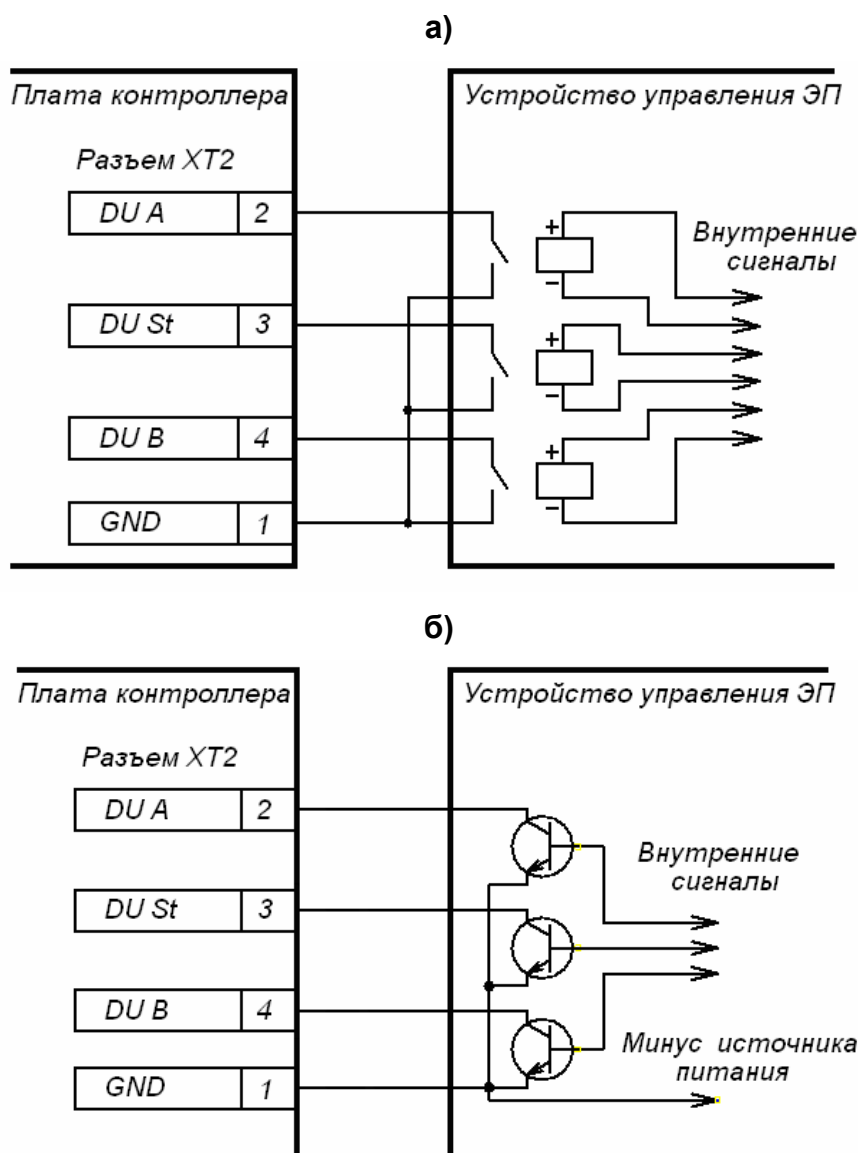 а)
Плата контроллера
Устройство управления ЭП
Разъем XT2
DU A 2
Внутренние
сигналы
DU St 3
DU B 4
GND 1
+
−
+
−
+
−
б)
Плата контроллера
Устройство управления ЭП
Разъем XT2
DU A 2
Внутренние
сигналы
DU St 3
DU B 4
Минус источника
питания
GND 1